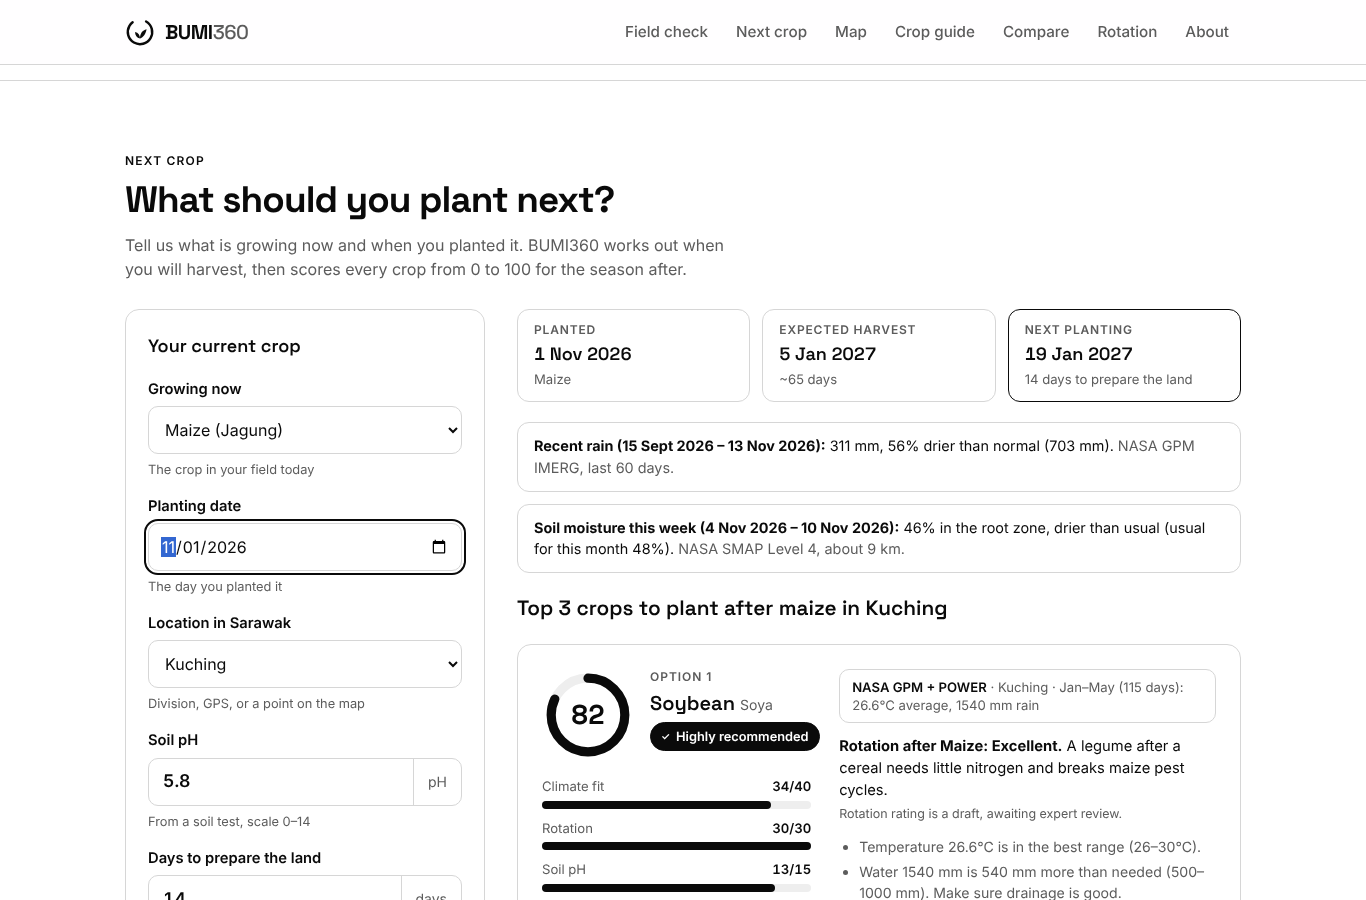 BUMI360
Field check
Next crop
Map
Crop guide
Compare
Rotation
About
NEXT CROP
What should you plant next?
Tell us what is growing now and when you planted it. BUMI360 works out when
you will harvest, then scores every crop from 0 to 100 for the season after.
Your current crop
Growing now
Maize (Jagung)
The crop in your field today
Planting date
11/01/2026
The day you planted it
Location in Sarawak
Kuching
Division, GPS, or a point on the map
Soil pH
5.8
pH
From a soil test, scale 0–14
Days to prepare the land
14
days
PLANTED
1 Nov 2026
Maize
EXPECTED HARVEST
5 Jan 2027
~65 days
NEXT PLANTING
19 Jan 2027
14 days to prepare the land
Recent rain (15 Sept 2026 – 13 Nov 2026): 311 mm, 56% drier than normal (703 mm). NASA GPM
IMERG, last 60 days.
Soil moisture this week (4 Nov 2026 – 10 Nov 2026): 46% in the root zone, drier than usual (usual
for this month 48%). NASA SMAP Level 4, about 9 km.
Top 3 crops to plant after maize in Kuching
82
OPTION 1
Soybean Soya
✓ Highly recommended
Climate fit 34/40
Rotation 30/30
Soil pH 13/15
NASA GPM + POWER · Kuching · Jan–May (115 days):
26.6°C average, 1540 mm rain
Rotation after Maize: Excellent. A legume after a
cereal needs little nitrogen and breaks maize pest
cycles.
Rotation rating is a draft, awaiting expert review.
• Temperature 26.6°C is in the best range (26–30°C).
• Water 1540 mm is 540 mm more than needed (500–
1000 mm). Make sure drainage is good.